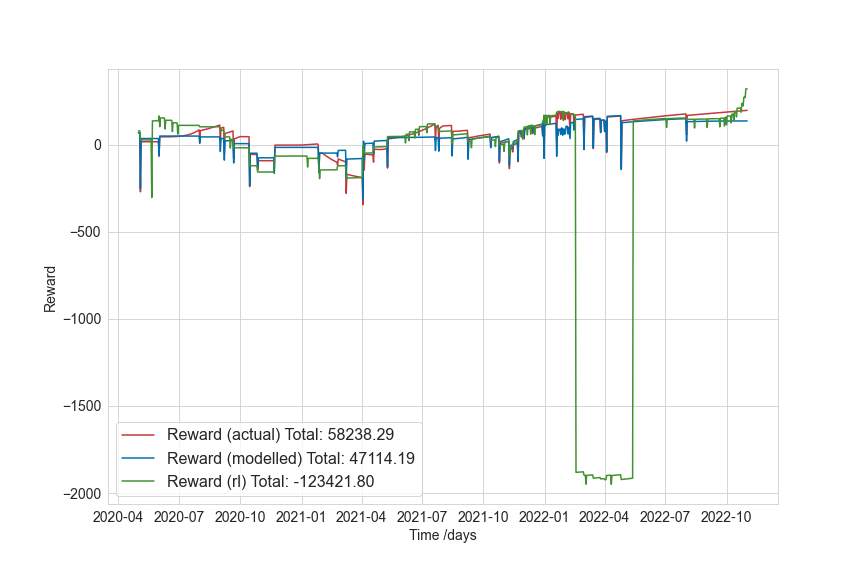 0
−500
−1000
−1500
−2000
Reward
Reward (actual) Total: 58238.29
Reward (modelled) Total: 47114.19
Reward (rl) Total: -123421.80
2020-04 2020-07 2020-10 2021-01 2021-04 2021-07 2021-10 2022-01 2022-04 2022-07 2022-10
Time /days